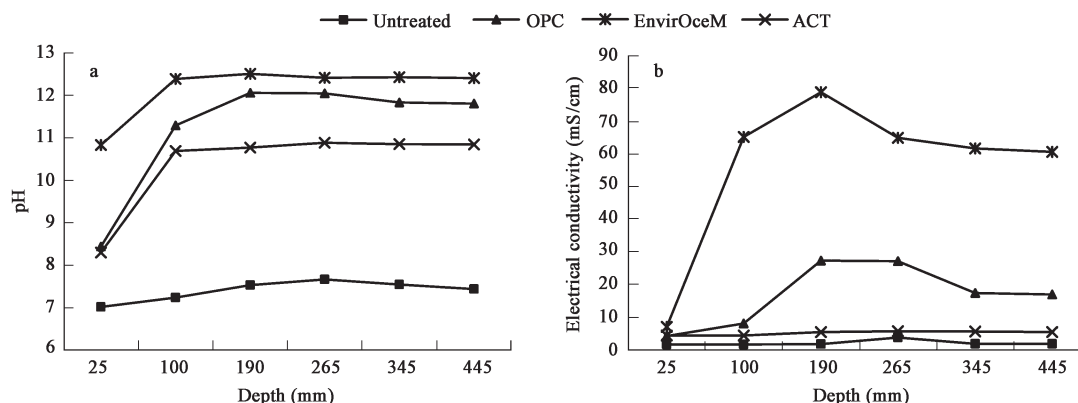 Untreated OPC EnvirOceM ACT
a
13
12
11
10
9
8
7
6
pH
25 100 190 265 345 445
Depth (mm)
b
90
80
70
60
50
40
30
20
10
0
Electrical conductivity (mS/cm)
25 100 190 265 345 445
Depth (mm)